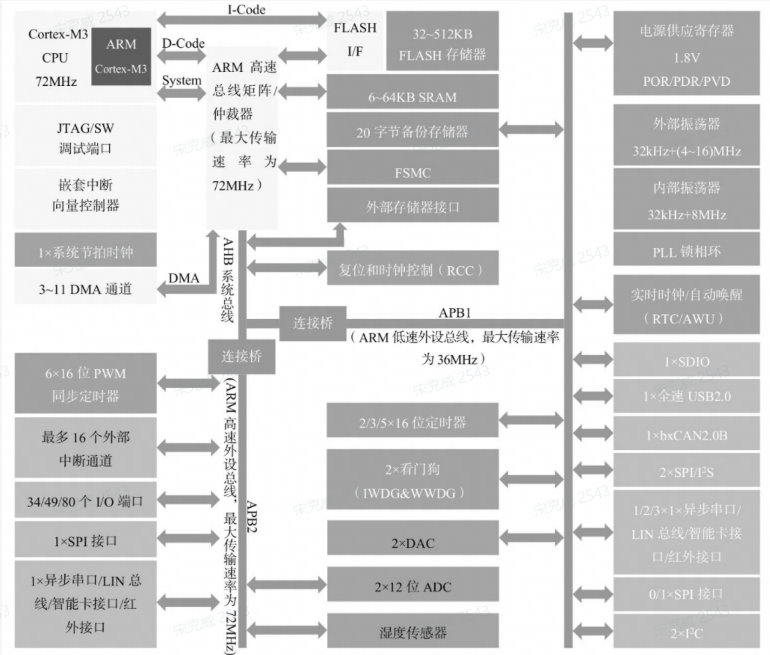 I-Code
Cortex-M3
CPU
72MHz
ARM
Cortex-M3
D-Code
System
ARM 高速
总线矩阵/
仲裁器
（最大传输
速率为
72MHz）
FLASH
I/F
32~512KB
FLASH 存储器
6~64KB SRAM
20 字节备份存储器
FSMC
外部存储器接口
JTAG/SW
调试端口
嵌套中断
向量控制器
1×系统节拍时钟
3~11 DMA 通道
DMA
AHB 系统总线
复位和时钟控制（RCC）
连接桥
APB1
（ARM 低速外设总线，最大传输速率
为 36MHz）
连接桥
(ARM 高速外设总线，最大传输速率为 72MHz)
APB2
6×16 位 PWM
同步定时器
最多 16 个外部
中断通道
34/49/80 个 I/O 端口
1×SPI 接口
1×异步串口/LIN 总
线/智能卡接口/红
外接口
2/3/5×16 位定时器
2×看门狗
（IWDG&WWDG）
2×DAC
2×12 位 ADC
湿度传感器
电源供应寄存器
1.8V
POR/PDR/PVD
外部振荡器
32kHz+(4~16)MHz
内部振荡器
32kHz+8MHz
PLL 锁相环
实时时钟/自动唤醒
（RTC/AWU）
1×SDIO
1×全速 USB2.0
1×bxCAN2.0B
2×SPI/I²S
1/2/3×1×异步串口/
LIN 总线/智能卡接
口/红外接口
0/1×SPI 接口
2×I²C
宋克威 2543